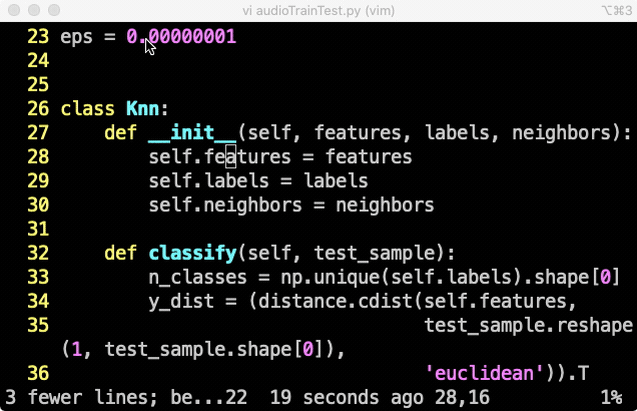 vi audioTrainTest.py (vim)
⌥⌘3
23 eps = 0.00000001
24
25
26 class Knn:
27     def __init__(self, features, labels, neighbors):
28         self.features = features
29         self.labels = labels
30         self.neighbors = neighbors
31
32     def classify(self, test_sample):
33         n_classes = np.unique(self.labels).shape[0]
34         y_dist = (distance.cdist(self.features,
35                                  test_sample.reshape
(1, test_sample.shape[0]),
36                                  'euclidean')).T
3 fewer lines; be...22  19 seconds ago 28,16          1%